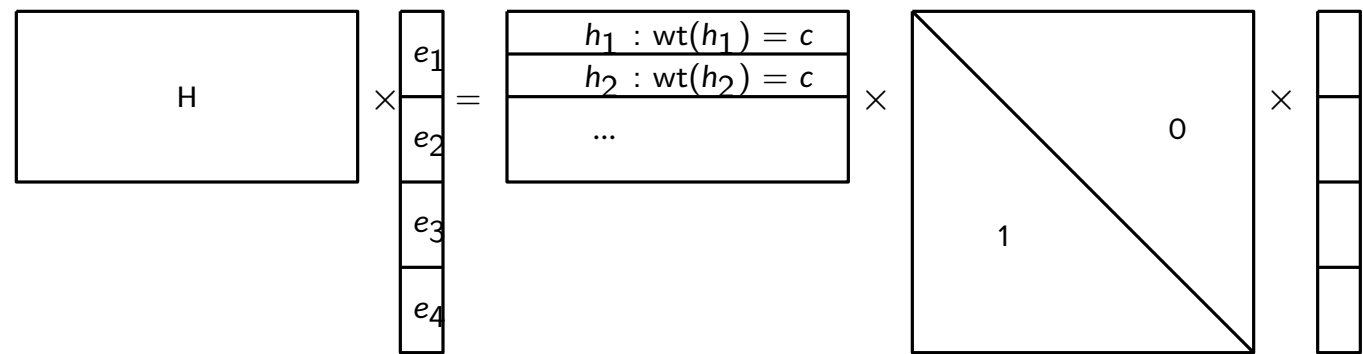 h₁ : wt(h₁) = c
e₁
h₂ : wt(h₂) = c
H × = × ×
e₂ ... 0
e₃ 1
e₄